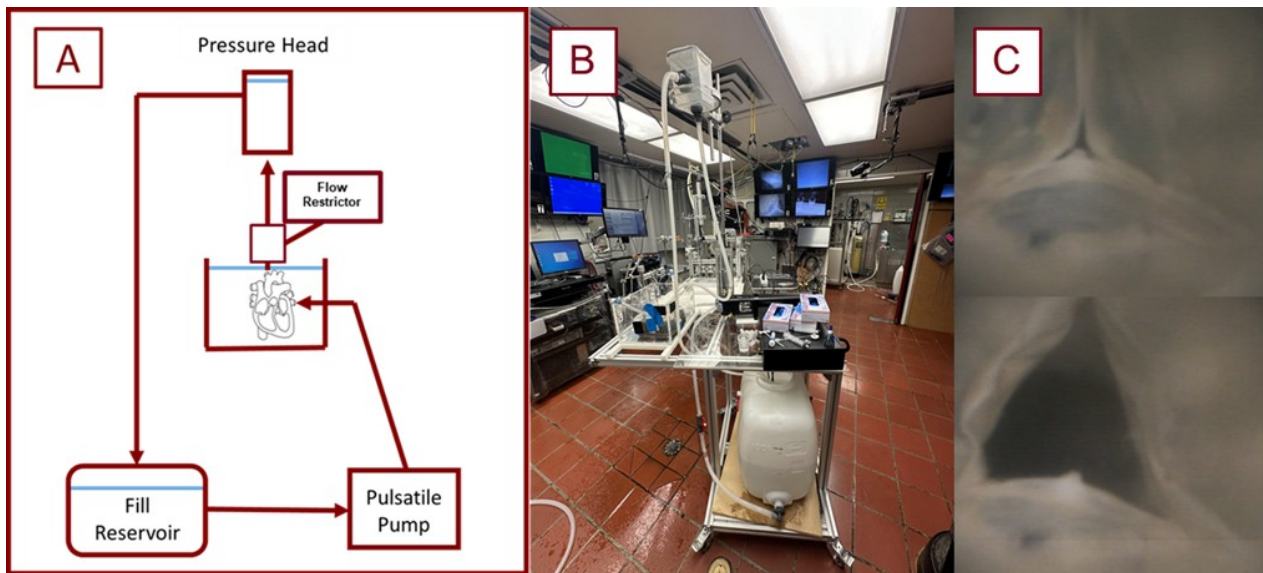 A
Pressure Head
Flow
Restrictor
Fill
Reservoir
Pulsatile
Pump
B
C